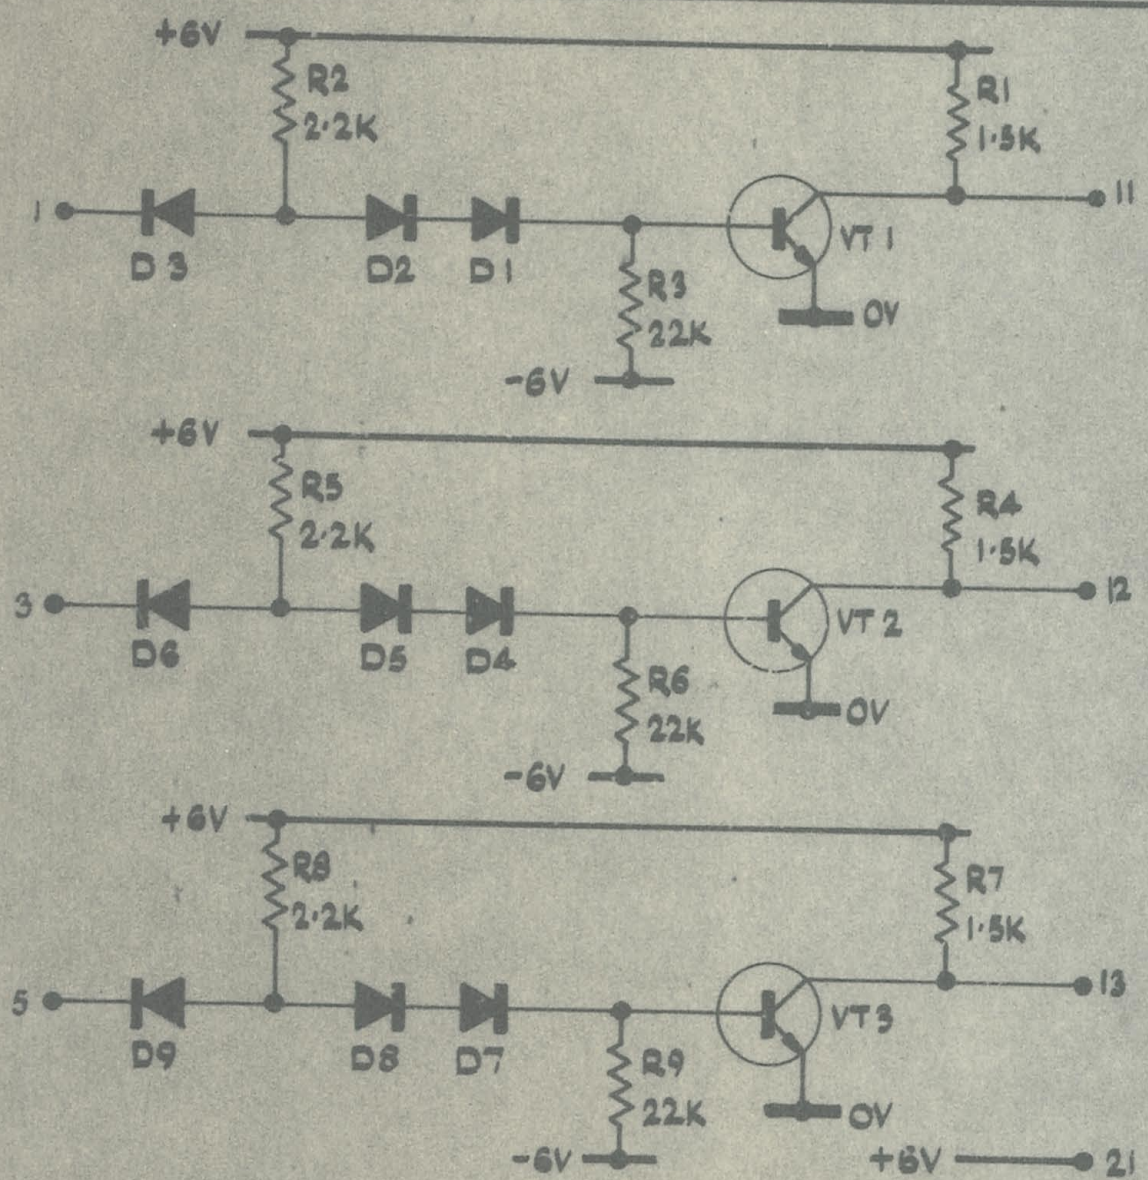 +6V
R2
2.2K
R1
1.5K
1
D3
D2
D1
VT1
11
R3
22K
0V
-6V
+6V
R5
2.2K
R4
1.5K
3
D6
D5
D4
VT2
12
R6
22K
0V
-6V
+6V
R8
2.2K
R7
1.5K
5
D9
D8
D7
VT3
13
R9
22K
0V
-6V
+6V
21